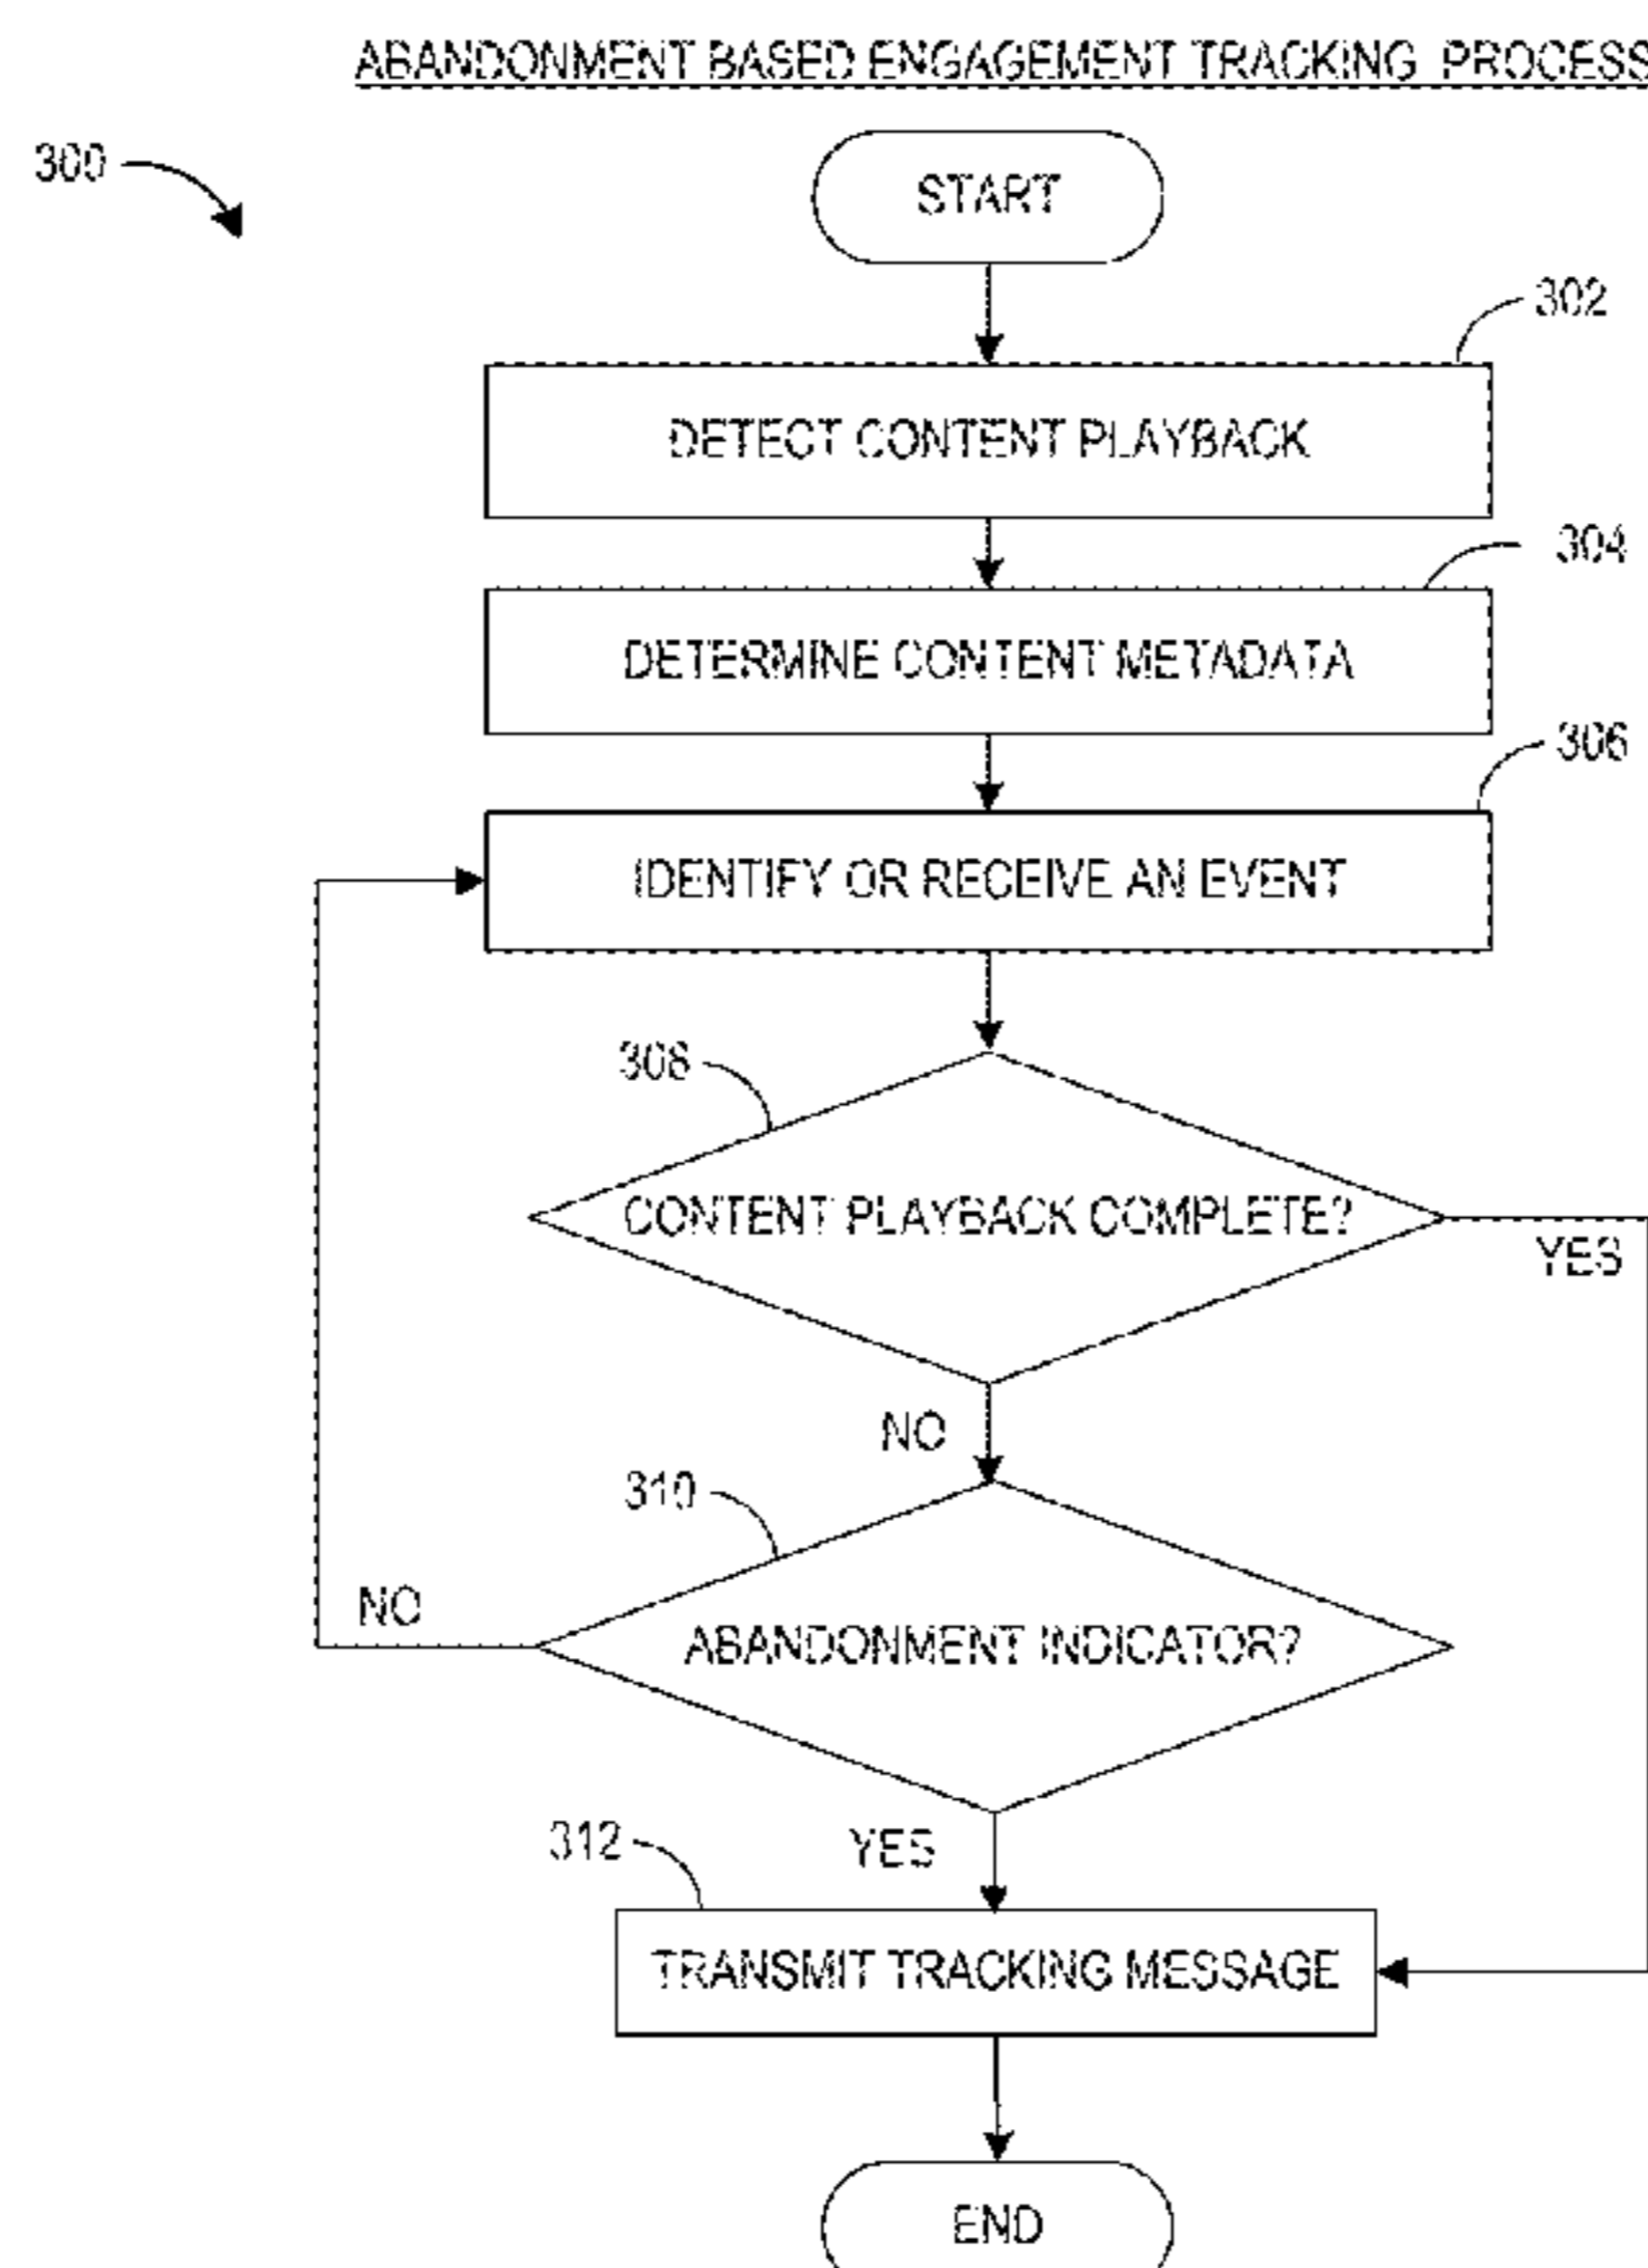 ABANDONMENT BASED ENGAGEMENT TRACKING PROCESS
300
START
302
DETECT CONTENT PLAYBACK
304
DETERMINE CONTENT METADATA
306
IDENTIFY OR RECEIVE AN EVENT
308
CONTENT PLAYBACK COMPLETE?
YES
NO
310
NO
ABANDONMENT INDICATOR?
312
YES
TRANSMIT TRACKING MESSAGE
END